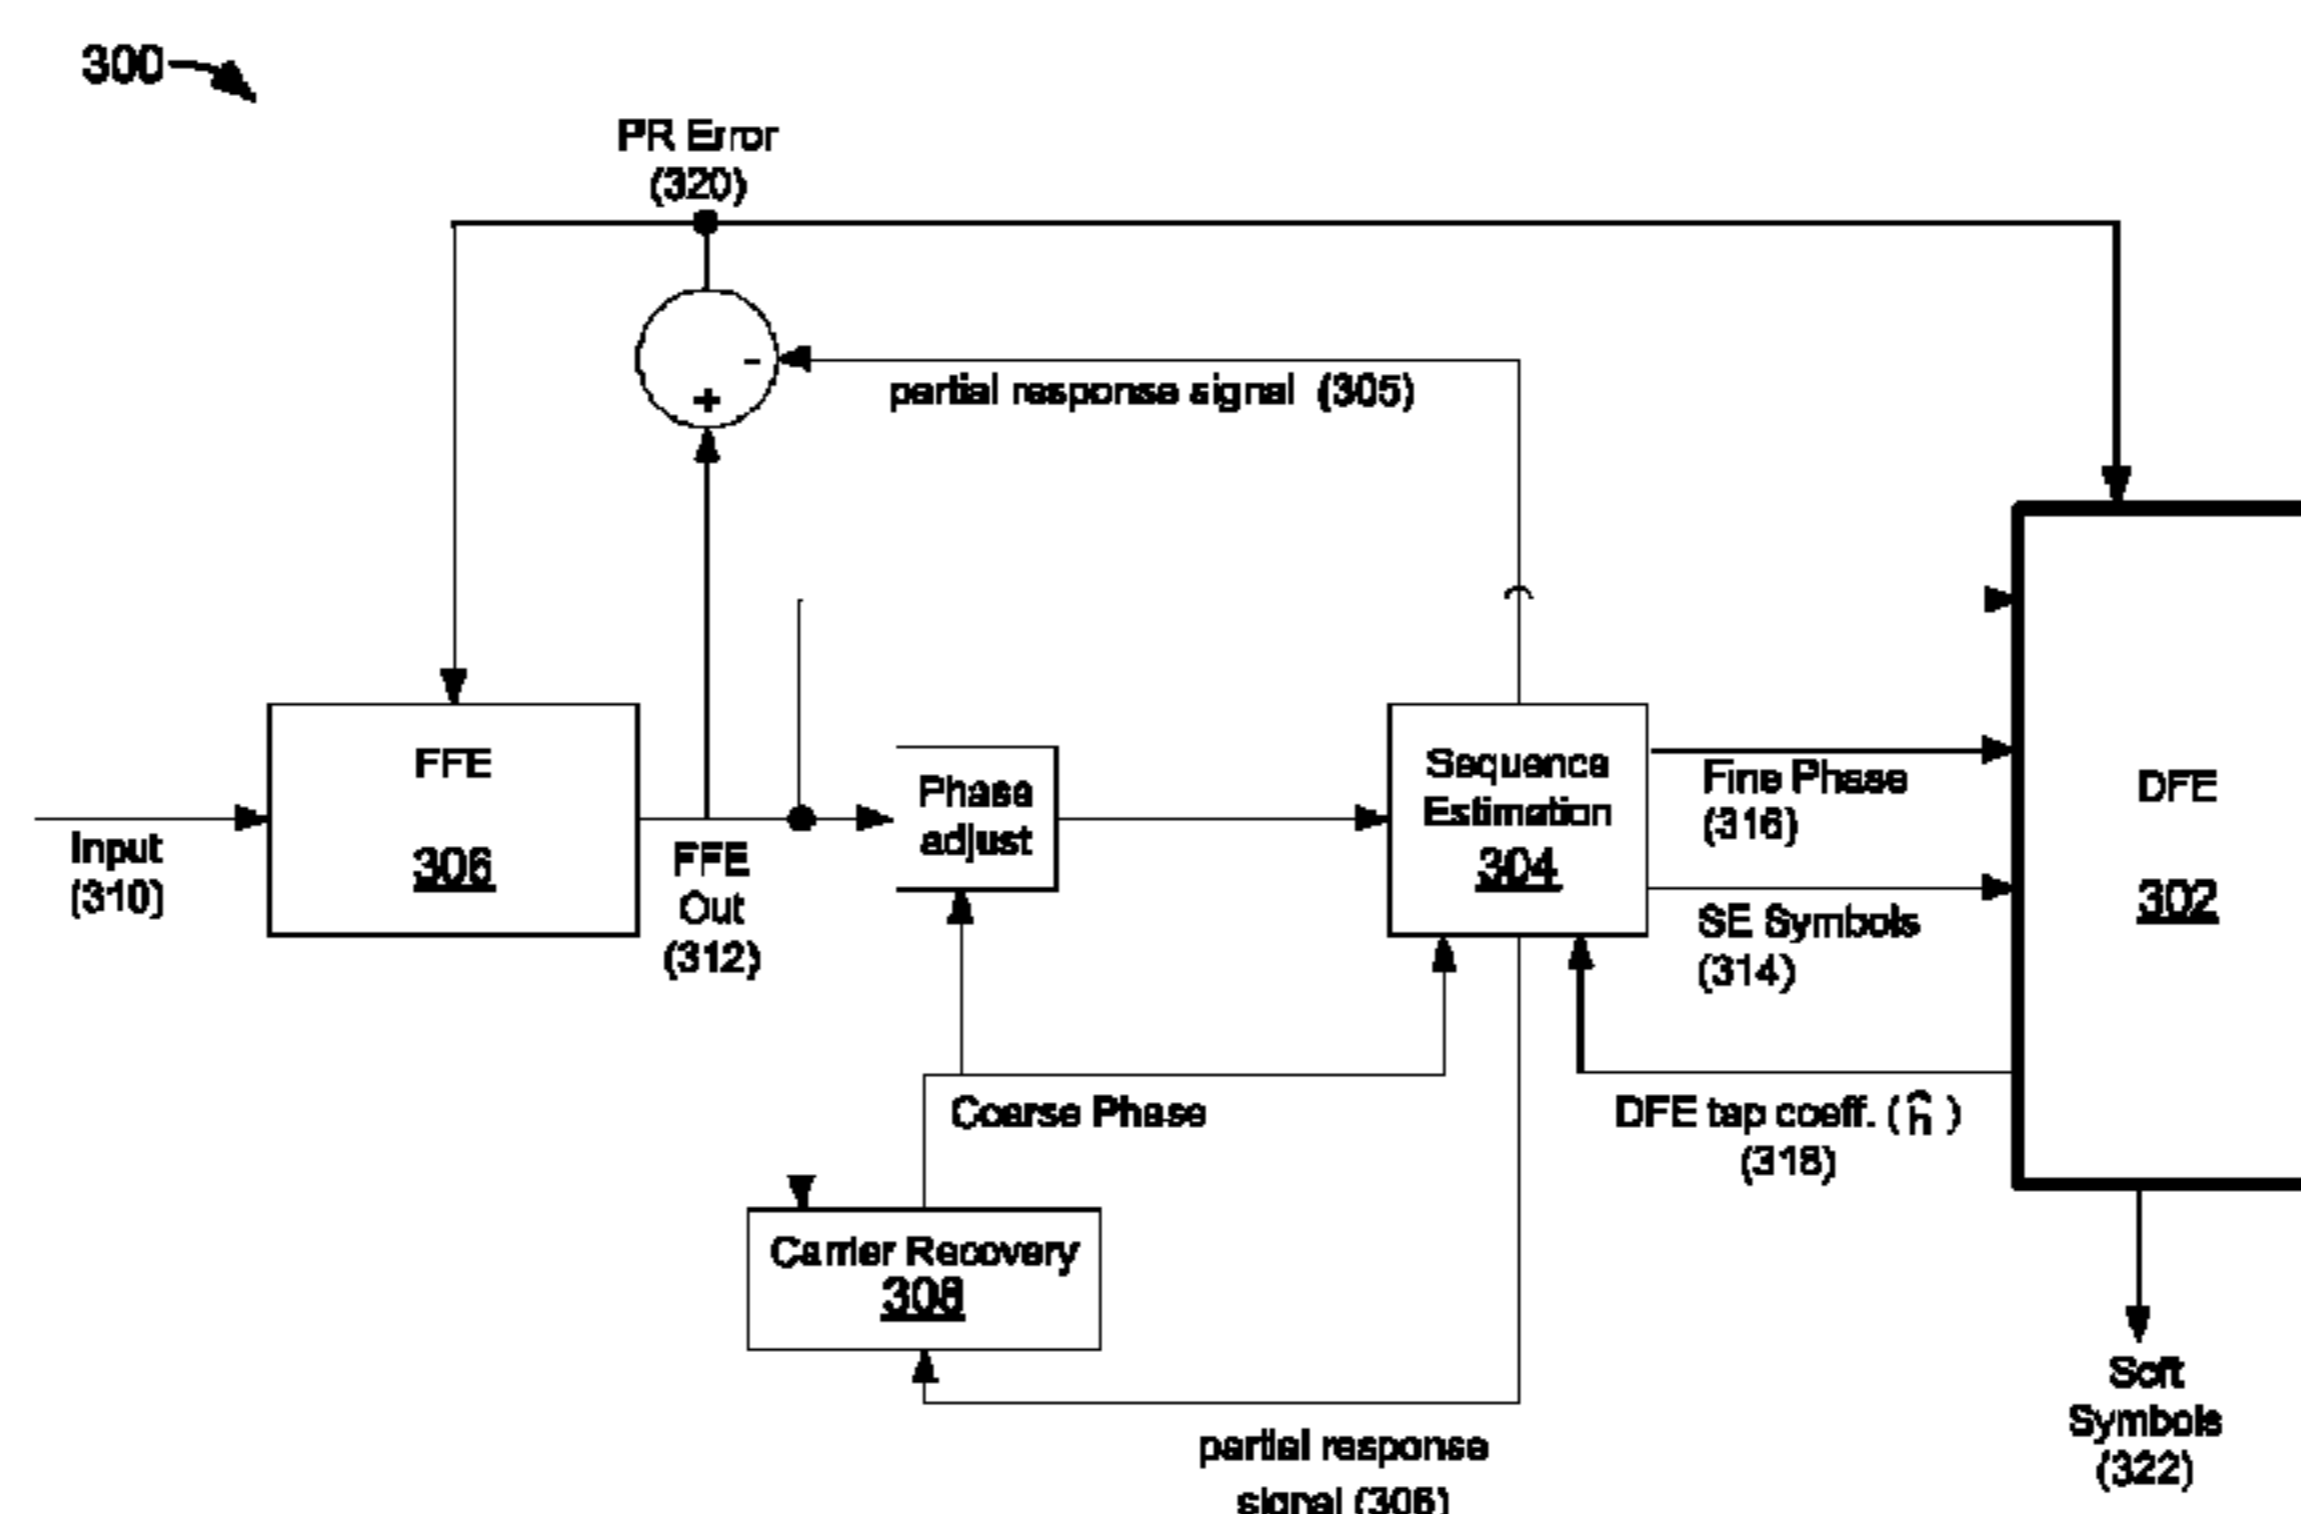 300
PR Error
(320)
-
+
partial response signal (305)
FFE
306
Input
(310)
FFE
Out
(312)
Phase
adjust
Sequence
Estimation
304
Fine Phase
(316)
SE Symbols
(314)
DFE
302
Coarse Phase
DFE tap coeff. (ĥ)
(318)
Carrier Recovery
308
partial response
signal (306)
Soft
Symbols
(322)